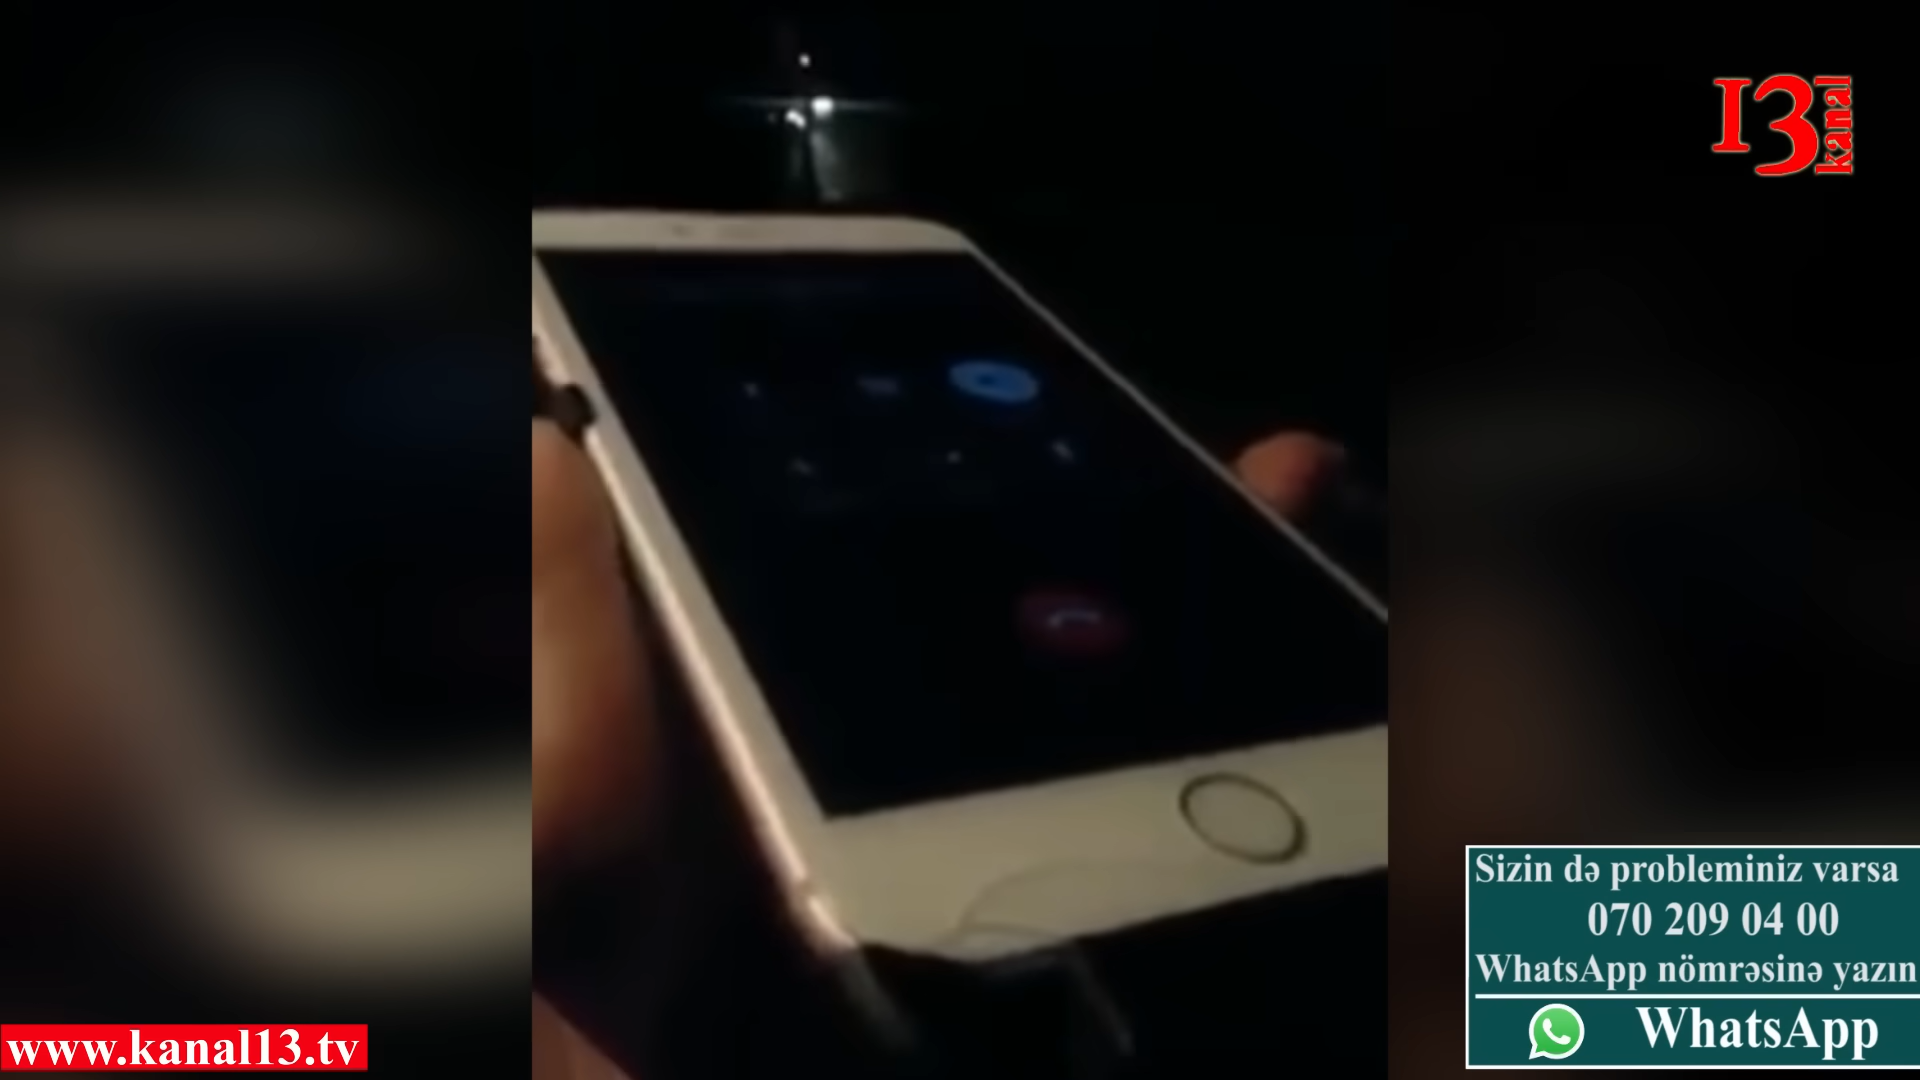 13
kanal
Sizin də probleminiz varsa
070 209 04 00
WhatsApp nömrəsinə yazın
WhatsApp
www.kanal13.tv